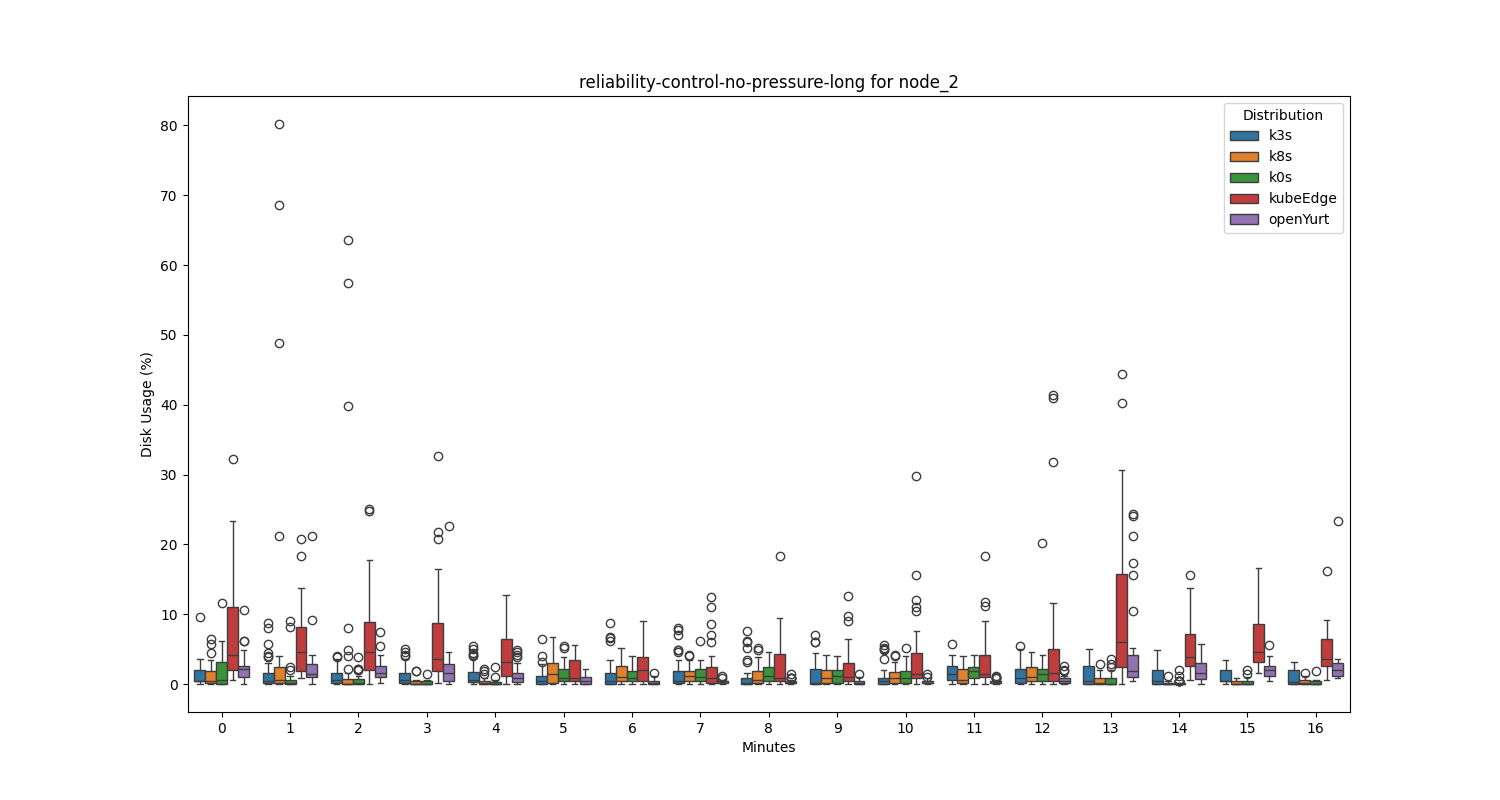 reliability-control-no-pressure-long for node_2
Distribution
k3s
k8s
k0s
kubeEdge
openYurt
Disk Usage (%)
80
70
60
50
40
30
20
10
0
0 1 2 3 4 5 6 7 8 9 10 11 12 13 14 15 16
Minutes